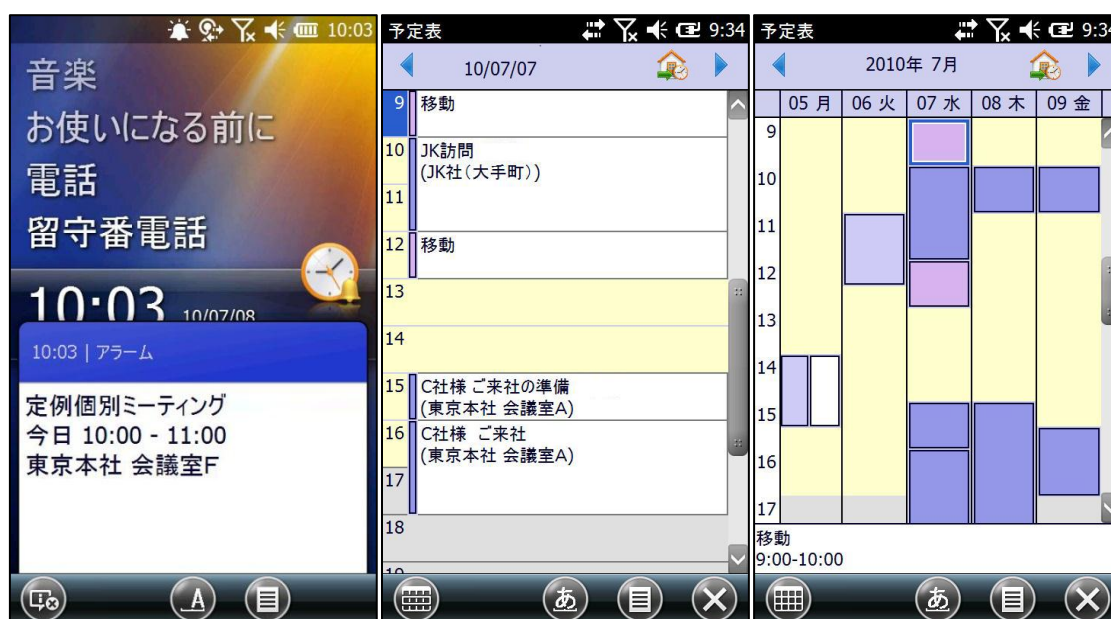 10:03
音楽
お使いになる前に
電話
留守番電話
10:03
10/07/08
10:03 | アラーム
定例個別ミーティング
今日 10:00 - 11:00
東京本社 会議室F
A
予定表 9:34
10/07/07
9 移動
10 JK訪問
(JK社(大手町))
11
12 移動
13
14
15 C社様 ご来社の準備
(東京本社 会議室A)
16 C社様 ご来社
(東京本社 会議室A)
17
18
あ
予定表 9:34
2010年 7月
05 月 06 火 07 水 08 木 09 金
9
10
11
12
13
14
15
16
17
移動
9:00-10:00
あ